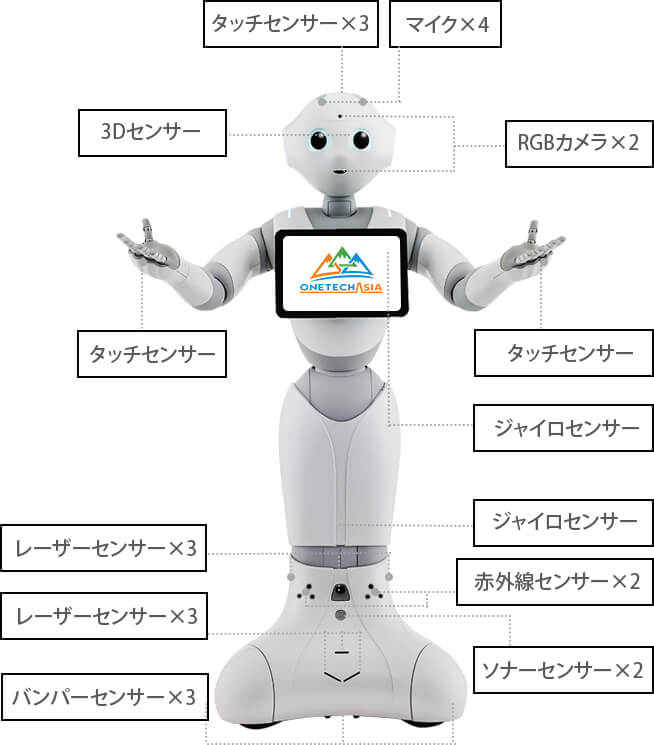 タッチセンサー×3
マイク×4
3Dセンサー
RGBカメラ×2
ONETECHASIA
タッチセンサー
タッチセンサー
ジャイロセンサー
ジャイロセンサー
レーザーセンサー×3
赤外線センサー×2
レーザーセンサー×3
ソナーセンサー×2
バンパーセンサー×3